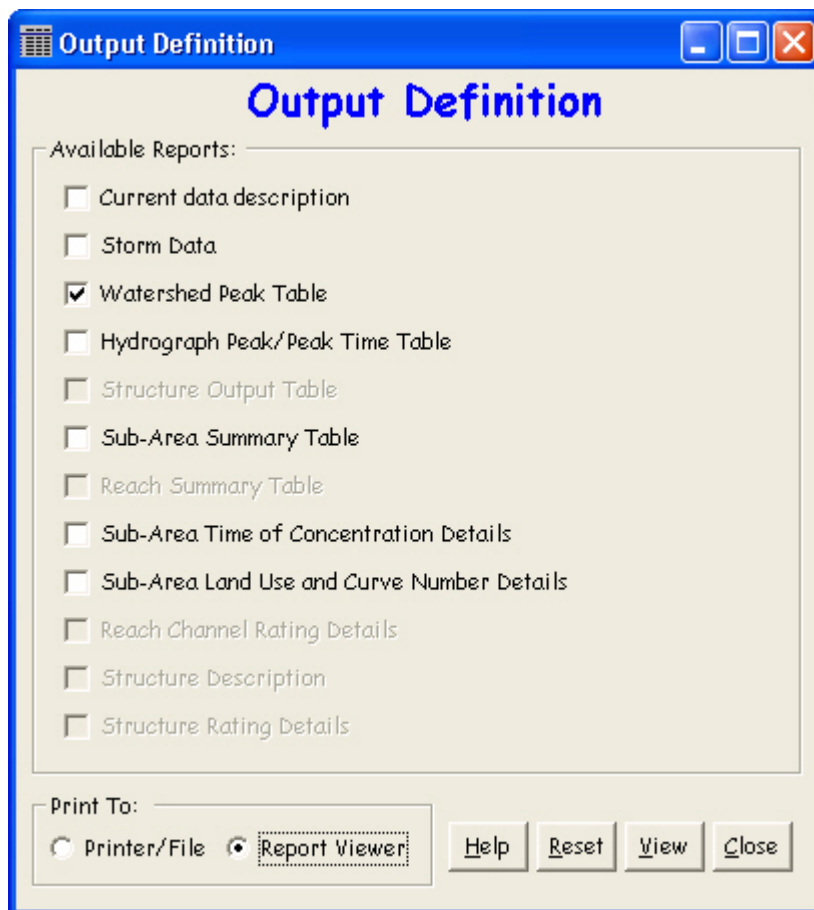 Output Definition
Output Definition
Available Reports:
Current data description
Storm Data
Watershed Peak Table
Hydrograph Peak/Peak Time Table
Structure Output Table
Sub-Area Summary Table
Reach Summary Table
Sub-Area Time of Concentration Details
Sub-Area Land Use and Curve Number Details
Reach Channel Rating Details
Structure Description
Structure Rating Details
Print To:
Printer/File Report Viewer Help Reset View Close